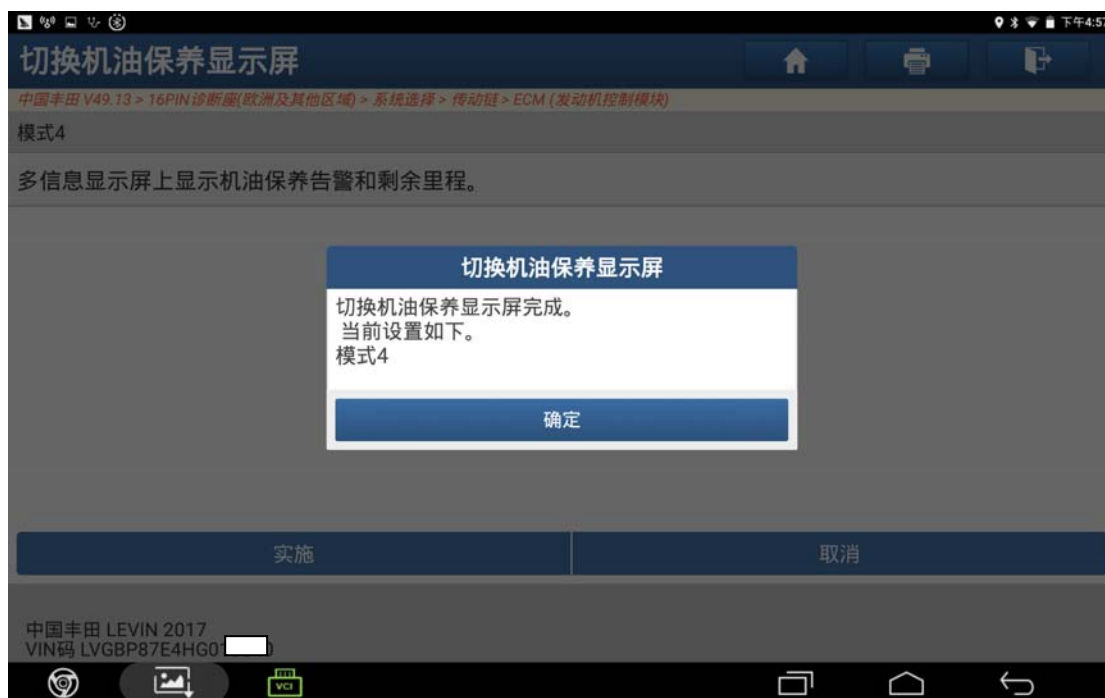 下午4:57
切换机油保养显示屏
中国丰田 V49.13 > 16PIN诊断座(欧洲及其他区域) > 系统选择 > 传动链 > ECM (发动机控制模块)
模式4
多信息显示屏上显示机油保养告警和剩余里程。
切换机油保养显示屏
切换机油保养显示屏完成。
当前设置如下。
模式4
确定
实施
取消
中国丰田 LEVIN 2017
VIN码 LVGBP87E4HG01
VCI